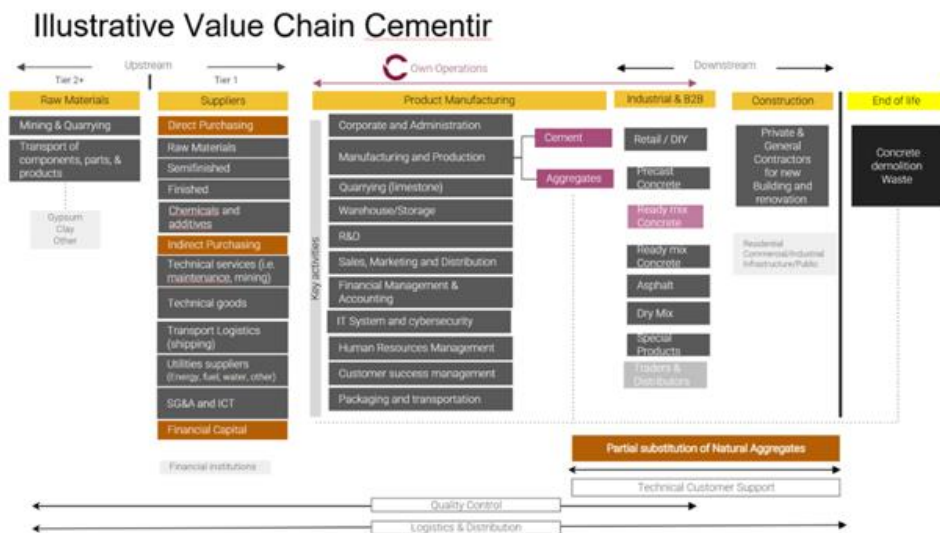 Illustrative Value Chain Cementir
Upstream
Tier 2+
Tier 1
Own Operations
Downstream
Raw Materials
Suppliers
Product Manufacturing
Industrial & B2B
Construction
End of life
Mining & Quarrying
Transport of
components, parts, &
products
Gypsum
Clay
Other
Direct Purchasing
Raw Materials
Semifinished
Finished
Chemicals and
additives
Indirect Purchasing
Technical services (i.e.
maintenance, mining)
Technical goods
Transport Logistics
(shipping)
Utilities suppliers
(Energy, fuel, water, other)
SG&A and ICT
Financial Capital
Financial institutions
Key activities
Corporate and Administration
Manufacturing and Production
Quarrying (limestone)
Warehouse/Storage
R&D
Sales, Marketing and Distribution
Financial Management &
Accounting
IT System and cybersecurity
Human Resources Management
Customer success management
Packaging and transportation
Cement
Aggregates
Retail / DIY
Precast
Concrete
Ready mix
Concrete
Ready mix
Concrete
Asphalt
Dry Mix
Special
Products
Traders &
Distributors
Private &
General
Contractors
for new
Building and
renovation
Residential
Commercial/Industrial
Infrastructure/Public
Concrete
demolition
Waste
Partial substitution of Natural Aggregates
Technical Customer Support
Quality Control
Logistics & Distribution